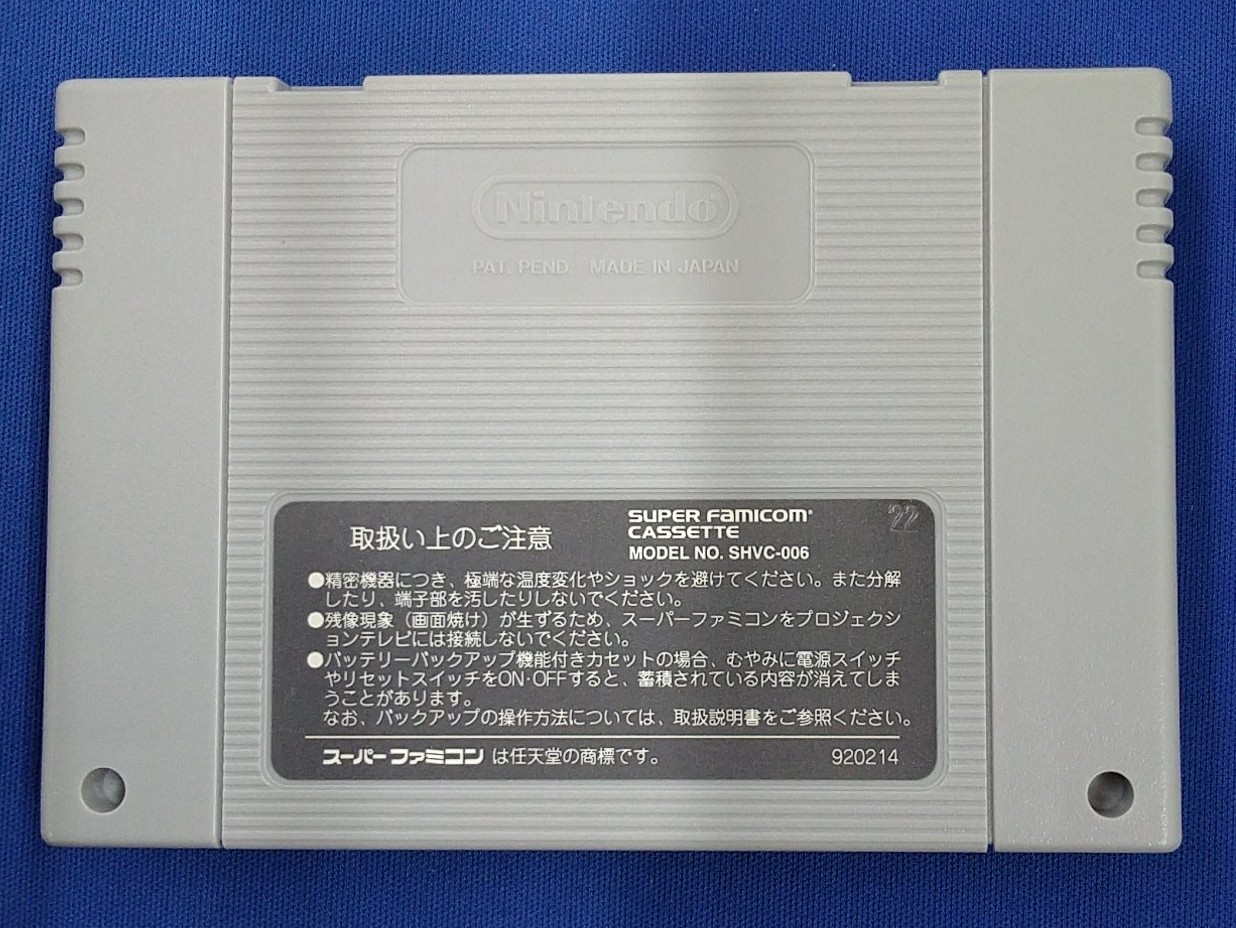 Nintendo®
PAT. PEND. MADE IN JAPAN
取扱い上のご注意
SUPER FAMICOM®
CASSETTE
MODEL NO. SHVC-006
22
●精密機器につき、極端な温度変化やショックを避けてください。また分解
したり、端子部を汚したりしないでください。
●残像現象（画面焼け）が生ずるため、スーパーファミコンをプロジェクシ
ョンテレビには接続しないでください。
●バッテリーバックアップ機能付きカセットの場合、むやみに電源スイッチ
やリセットスイッチをON·OFFすると、蓄積されている内容が消えてしま
うことがあります。
なお、バックアップの操作方法については、取扱説明書をご参照ください。
スーパーファミコン は任天堂の商標です。
920214